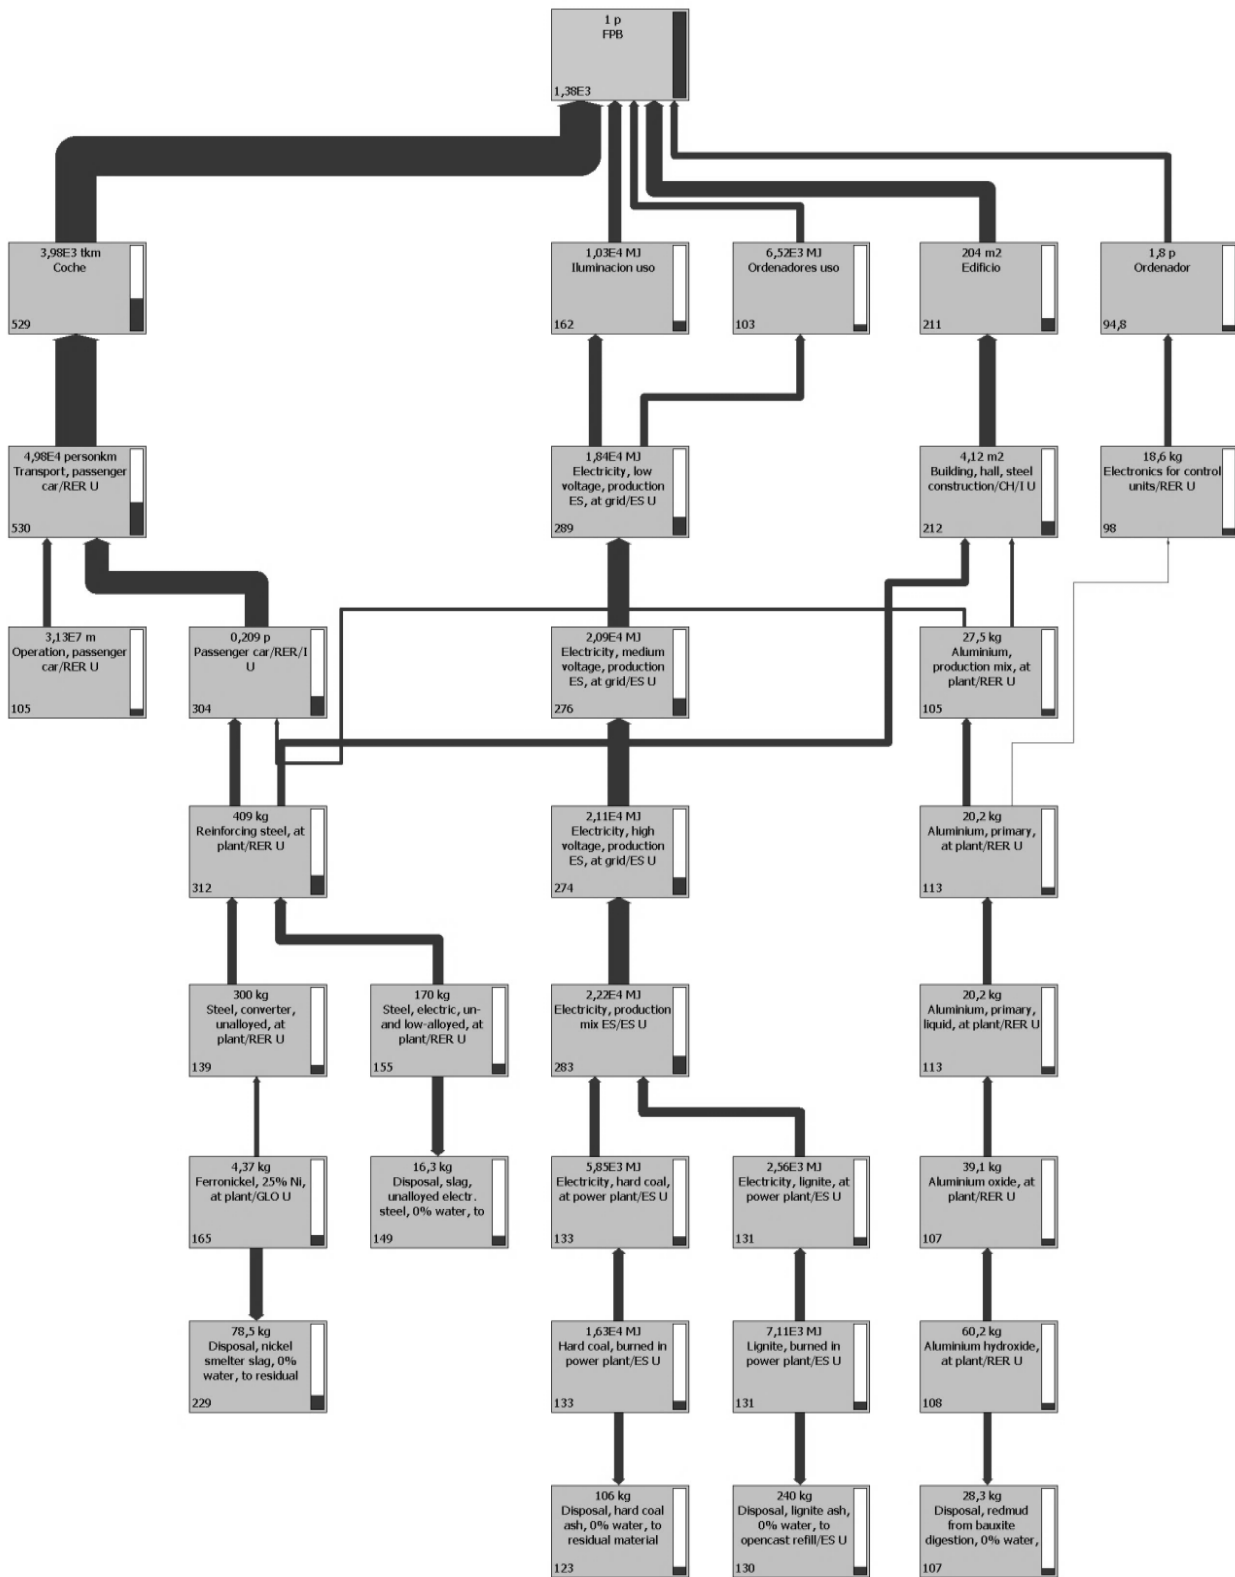 1 p
FPB
1,38E3
3,98E3 tkm
Coche
529
1,03E4 MJ
Iluminacion uso
162
6,52E3 MJ
Ordenadores uso
103
204 m2
Edificio
211
1,8 p
Ordenador
94,8
4,98E4 personkm
Transport, passenger
car/RER U
530
1,84E4 MJ
Electricity, low
voltage, production
ES, at grid/ES U
289
4,12 m2
Building, hall, steel
construction/CH/I U
212
18,6 kg
Electronics for control
units/RER U
98
3,13E7 m
Operation, passenger
car/RER U
105
0,209 p
Passenger car/RER/I
U
304
2,09E4 MJ
Electricity, medium
voltage, production
ES, at grid/ES U
276
27,5 kg
Aluminium,
production mix, at
plant/RER U
105
409 kg
Reinforcing steel, at
plant/RER U
312
2,11E4 MJ
Electricity, high
voltage, production
ES, at grid/ES U
274
20,2 kg
Aluminium, primary,
at plant/RER U
113
300 kg
Steel, converter,
unalloyed, at
plant/RER U
139
170 kg
Steel, electric, un-
and low-alloyed, at
plant/RER U
155
2,22E4 MJ
Electricity, production
mix ES/ES U
283
20,2 kg
Aluminium, primary,
liquid, at plant/RER U
113
4,37 kg
Ferronickel, 25% Ni,
at plant/GLO U
165
16,3 kg
Disposal, slag,
unalloyed electr.
steel, 0% water, to
149
5,85E3 MJ
Electricity, hard coal,
at power plant/ES U
133
2,56E3 MJ
Electricity, lignite, at
power plant/ES U
131
39,1 kg
Aluminium oxide, at
plant/RER U
107
78,5 kg
Disposal, nickel
smelter slag, 0%
water, to residual
229
1,63E4 MJ
Hard coal, burned in
power plant/ES U
133
7,11E3 MJ
Lignite, burned in
power plant/ES U
131
60,2 kg
Aluminium hydroxide,
at plant/RER U
108
106 kg
Disposal, hard coal
ash, 0% water, to
residual material
123
240 kg
Disposal, lignite ash,
0% water, to
opencast refill/ES U
130
28,3 kg
Disposal, redmud
from bauxite
digestion, 0% water,
107